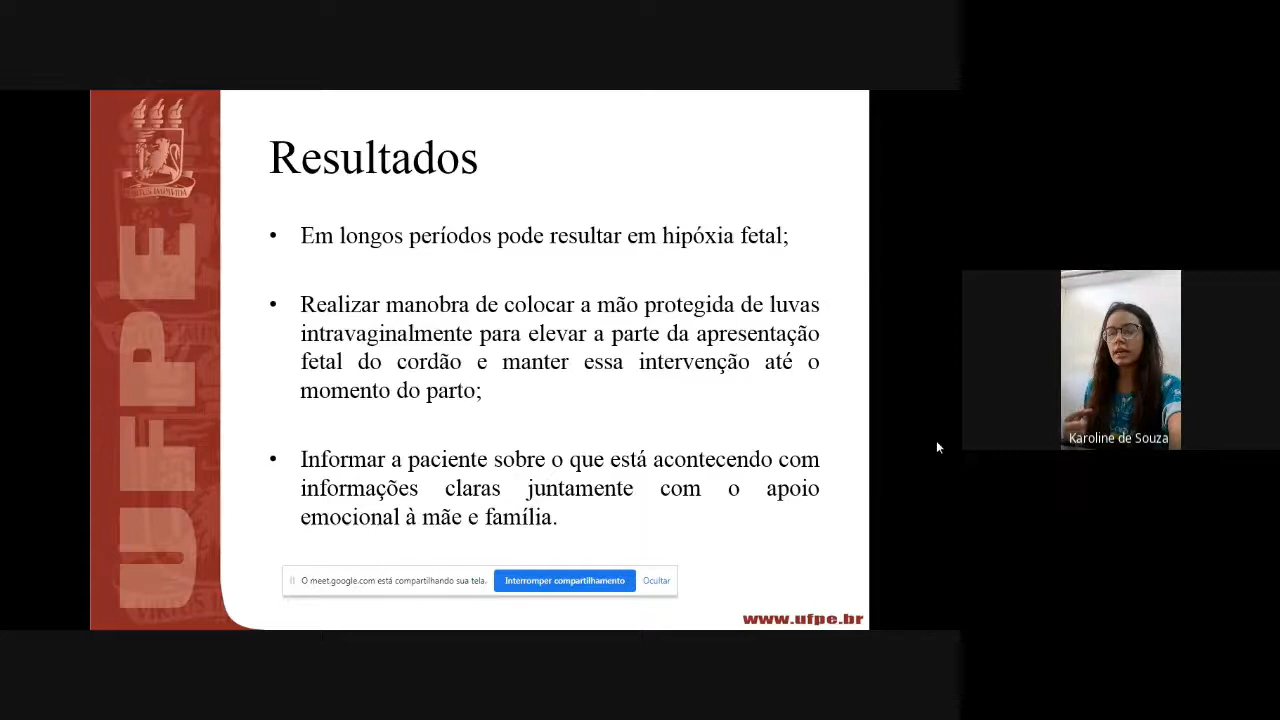 Resultados
• Em longos períodos pode resultar em hipóxia fetal;
• Realizar manobra de colocar a mão protegida de luvas
intravaginalmente para elevar a parte da apresentação
fetal do cordão e manter essa intervenção até o
momento do parto;
• Informar a paciente sobre o que está acontecendo com
informações claras juntamente com o apoio
emocional à mãe e família.
O meet.google.com está compartilhando sua tela. Interromper compartilhamento Ocultar
www.ufpe.br
UFPE
Karoline de Souza